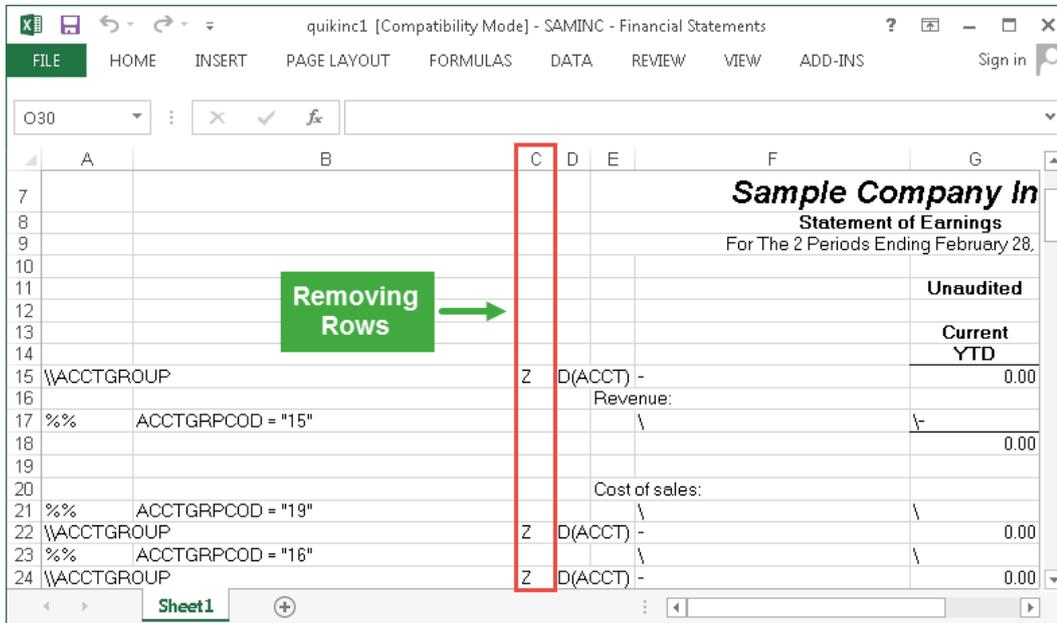 quikinc1 [Compatibility Mode] - SAMINC - Financial Statements ?
FILE HOME INSERT PAGE LAYOUT FORMULAS DATA REVIEW VIEW ADD-INS Sign in
O30 fx
A B C D E F G
7 Sample Company In
8 Statement of Earnings
9 For The 2 Periods Ending February 28,
10
11 Unaudited
Removing
Rows
12
13 Current
14 YTD
15 \\ACCTGROUP Z D(ACCT) - 0.00
16 Revenue:
17 %% ACCTGRPCOD = "15" \ \-
18 0.00
19
20 Cost of sales:
21 %% ACCTGRPCOD = "19" \ \
22 \\ACCTGROUP Z D(ACCT) - 0.00
23 %% ACCTGRPCOD = "16" \ \
24 \\ACCTGROUP Z D(ACCT) - 0.00
Sheet1